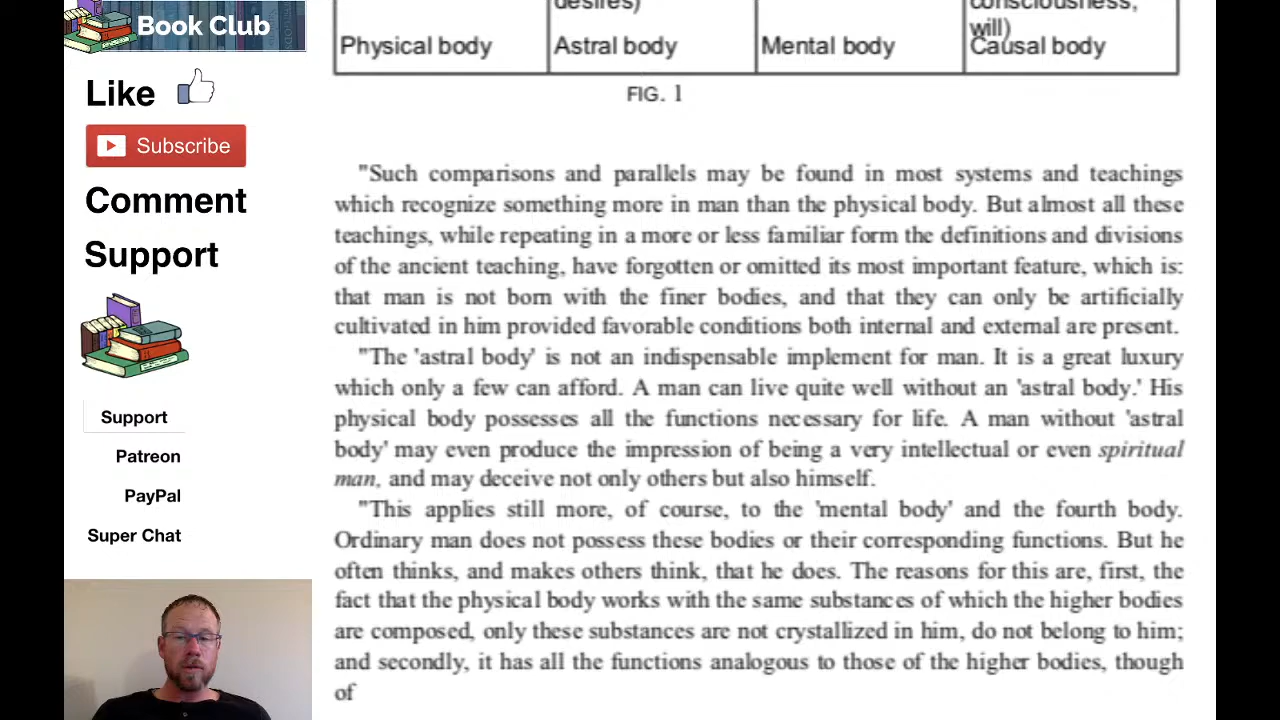 Book Club
Like
Subscribe
Comment
Support
Support
Patreon
PayPal
Super Chat
desires)
consciousness,
will)
Physical body
Astral body
Mental body
Causal body
FIG. 1
"Such comparisons and parallels may be found in most systems and teachings
which recognize something more in man than the physical body. But almost all these
teachings, while repeating in a more or less familiar form the definitions and divisions
of the ancient teaching, have forgotten or omitted its most important feature, which is:
that man is not born with the finer bodies, and that they can only be artificially
cultivated in him provided favorable conditions both internal and external are present.
"The 'astral body' is not an indispensable implement for man. It is a great luxury
which only a few can afford. A man can live quite well without an 'astral body.' His
physical body possesses all the functions necessary for life. A man without 'astral
body' may even produce the impression of being a very intellectual or even spiritual
man, and may deceive not only others but also himself.
"This applies still more, of course, to the 'mental body' and the fourth body.
Ordinary man does not possess these bodies or their corresponding functions. But he
often thinks, and makes others think, that he does. The reasons for this are, first, the
fact that the physical body works with the same substances of which the higher bodies
are composed, only these substances are not crystallized in him, do not belong to him;
and secondly, it has all the functions analogous to those of the higher bodies, though
of